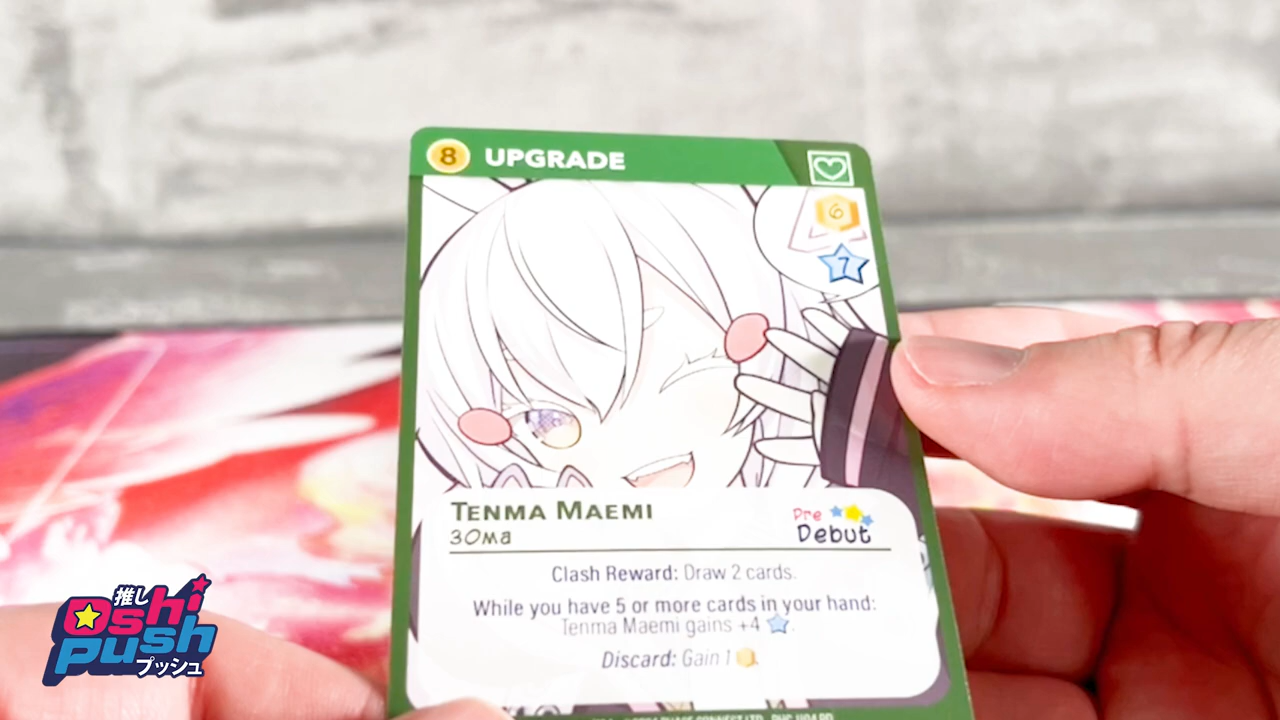 8 UPGRADE
6
7
TENMA MAEMI
30ma
Pre
Debut
Clash Reward: Draw 2 cards.
While you have 5 or more cards in your hand:
Tenma Maemi gains +4 .
Discard: Gain 1 .
推し
Oshi
push
プッシュ